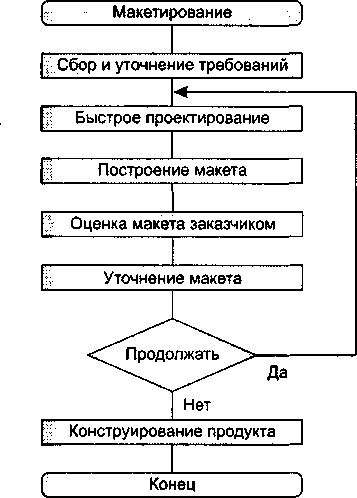 Макетирование
Сбор и уточнение требований
Быстрое проектирование
Построение макета
Оценка макета заказчиком
Уточнение макета
Продолжать
Да
Нет
Конструирование продукта
Конец